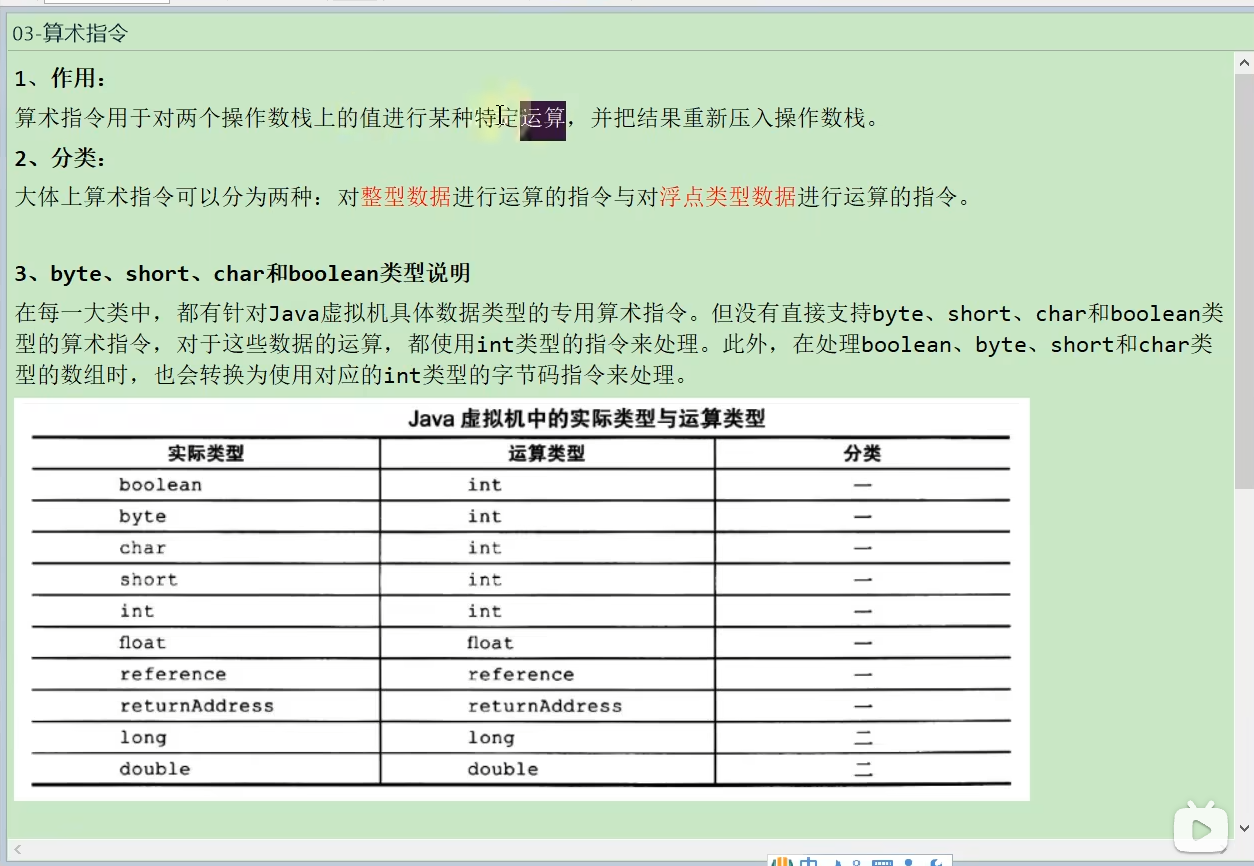 03-算术指令
1、作用：
算术指令用于对两个操作数栈上的值进行某种特定运算，并把结果重新压入操作数栈。
2、分类：
大体上算术指令可以分为两种：对整型数据进行运算的指令与对浮点类型数据进行运算的指令。
3、byte、short、char和boolean类型说明
在每一大类中，都有针对Java虚拟机具体数据类型的专用算术指令。但没有直接支持byte、short、char和boolean类
型的算术指令，对于这些数据的运算，都使用int类型的指令来处理。此外，在处理boolean、byte、short和char类
型的数组时，也会转换为使用对应的int类型的字节码指令来处理。
Java 虚拟机中的实际类型与运算类型
实际类型 运算类型 分类
boolean int 一
byte int 一
char int 一
short int 一
int int 一
float float 一
reference reference 一
returnAddress returnAddress 一
long long 二
double double 二
中